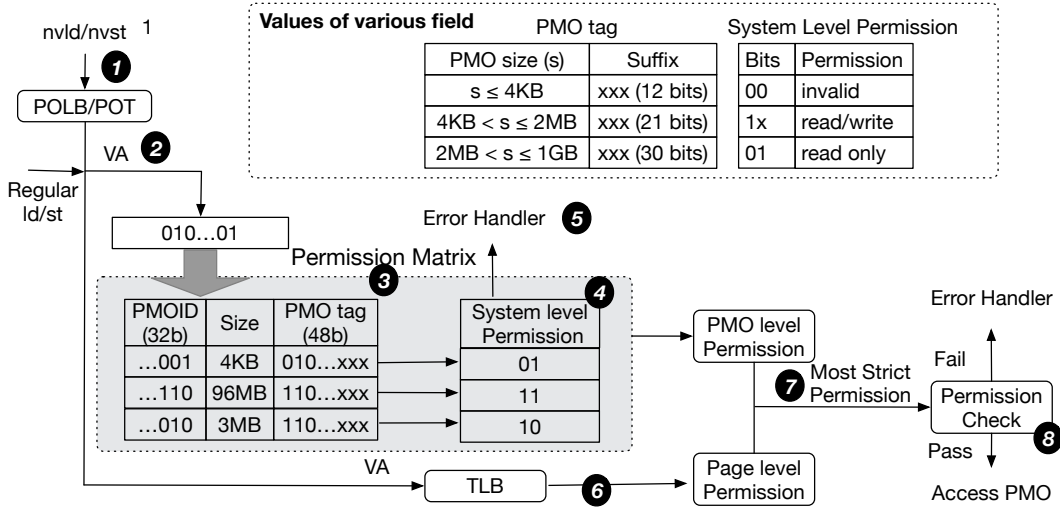 nvld/nvst 1
1
POLB/POT
VA 2
Regular
ld/st
010...01
Values of various field
PMO tag
PMO size (s) Suffix
s ≤ 4KB xxx (12 bits)
4KB < s ≤ 2MB xxx (21 bits)
2MB < s ≤ 1GB xxx (30 bits)
System Level Permission
Bits Permission
00 invalid
1x read/write
01 read only
Error Handler 5
Permission Matrix
3
PMOID
(32b)
Size
PMO tag
(48b)
...001 4KB 010...xxx
...110 96MB 110...xxx
...010 3MB 110...xxx
4
System level
Permission
01
11
10
PMO level
Permission
VA
TLB
6
Page level
Permission
7
Most Strict
Permission
Error Handler
Fail
Permission
Check
8
Pass
Access PMO